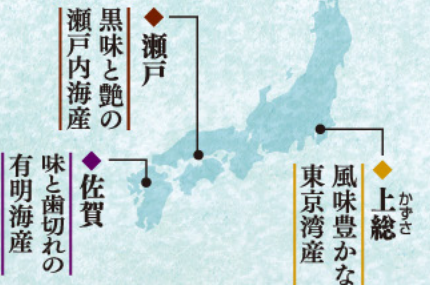 ◆瀬戸
黒味と艶の
瀬戸内海産
◆上総
かずさ
風味豊かな
東京湾産
◆佐賀
味と歯切れの
有明海産